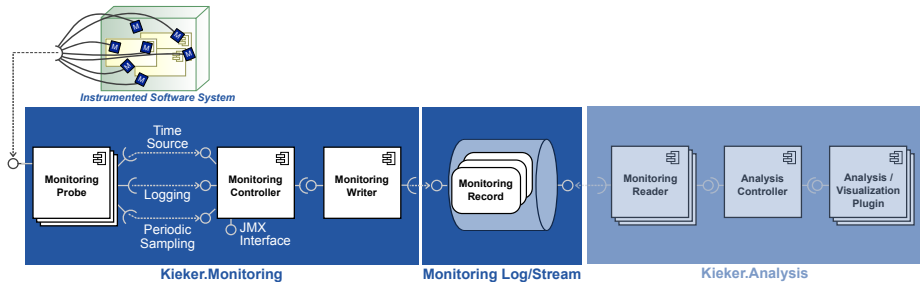 M
M
M
M
M
M
M
Instrumented Software System
Time
Source
Monitoring
Probe
Logging
Periodic
Sampling
Monitoring
Controller
JMX
Interface
Monitoring
Writer
Monitoring
Record
Monitoring
Reader
Analysis
Controller
Analysis /
Visualization
Plugin
Kieker.Monitoring
Monitoring Log/Stream
Kieker.Analysis